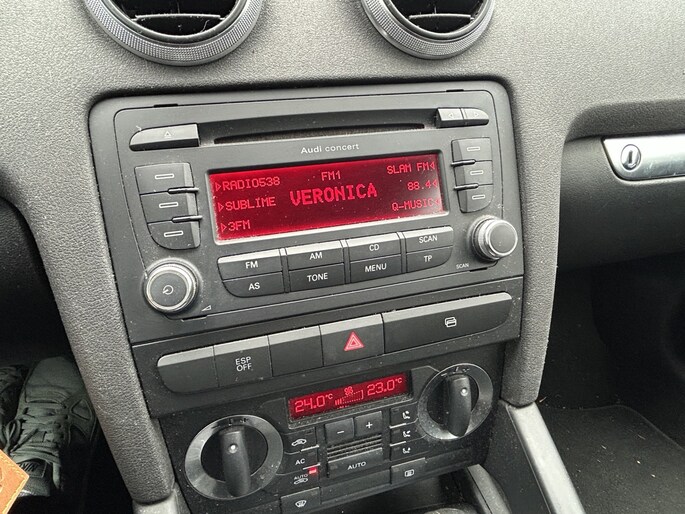 Audi concert
RADIO538 FM1 SLAM FM
SUBLIME VERONICA 88.4
3FM Q-MUSIC
FM AM CD SCAN
AS TONE MENU TP
SCAN
ESP
OFF
24.0°C 23.0°C
AC
AUTO
AUTO